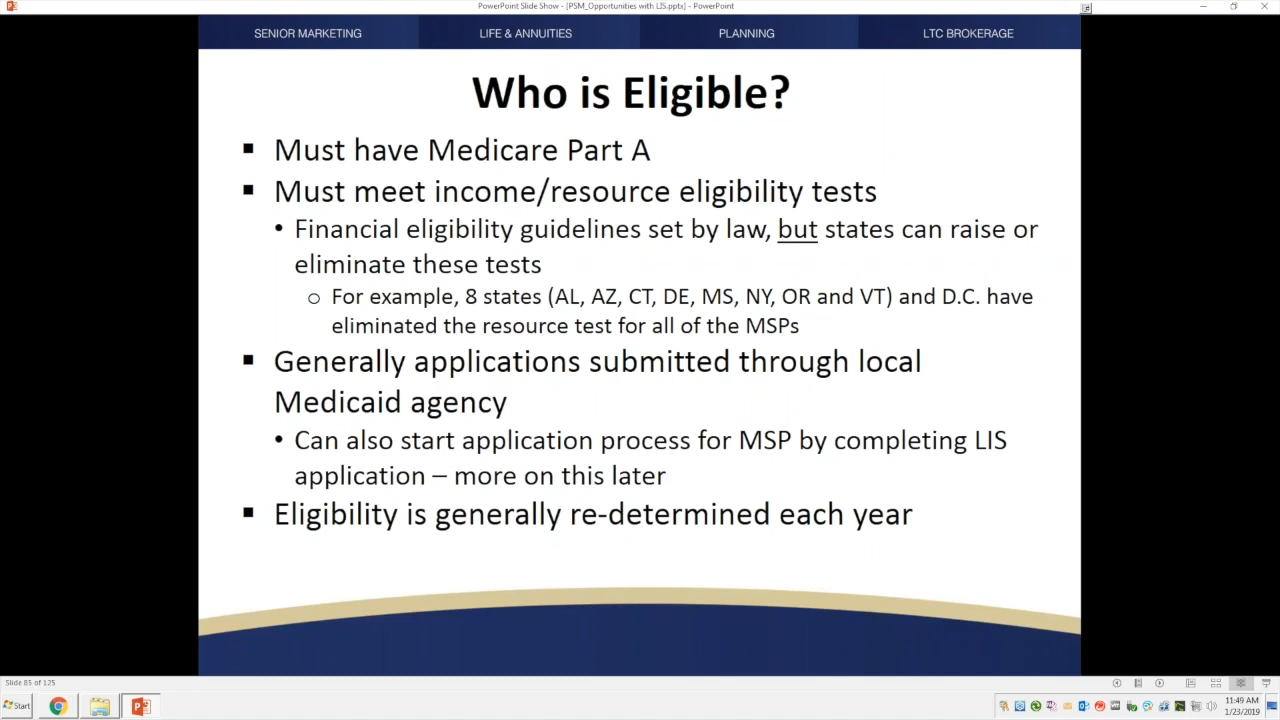 PowerPoint Slide Show - [PSM_Opportunities with LIS.pptx] - PowerPoint
SENIOR MARKETING
LIFE & ANNUITIES
PLANNING
LTC BROKERAGE
Who is Eligible?
▪ Must have Medicare Part A
▪ Must meet income/resource eligibility tests
• Financial eligibility guidelines set by law, but states can raise or
eliminate these tests
o For example, 8 states (AL, AZ, CT, DE, MS, NY, OR and VT) and D.C. have
eliminated the resource test for all of the MSPs
▪ Generally applications submitted through local
Medicaid agency
• Can also start application process for MSP by completing LIS
application – more on this later
▪ Eligibility is generally re-determined each year
Slide 85 of 125
Start
11:49 AM
1/23/2019